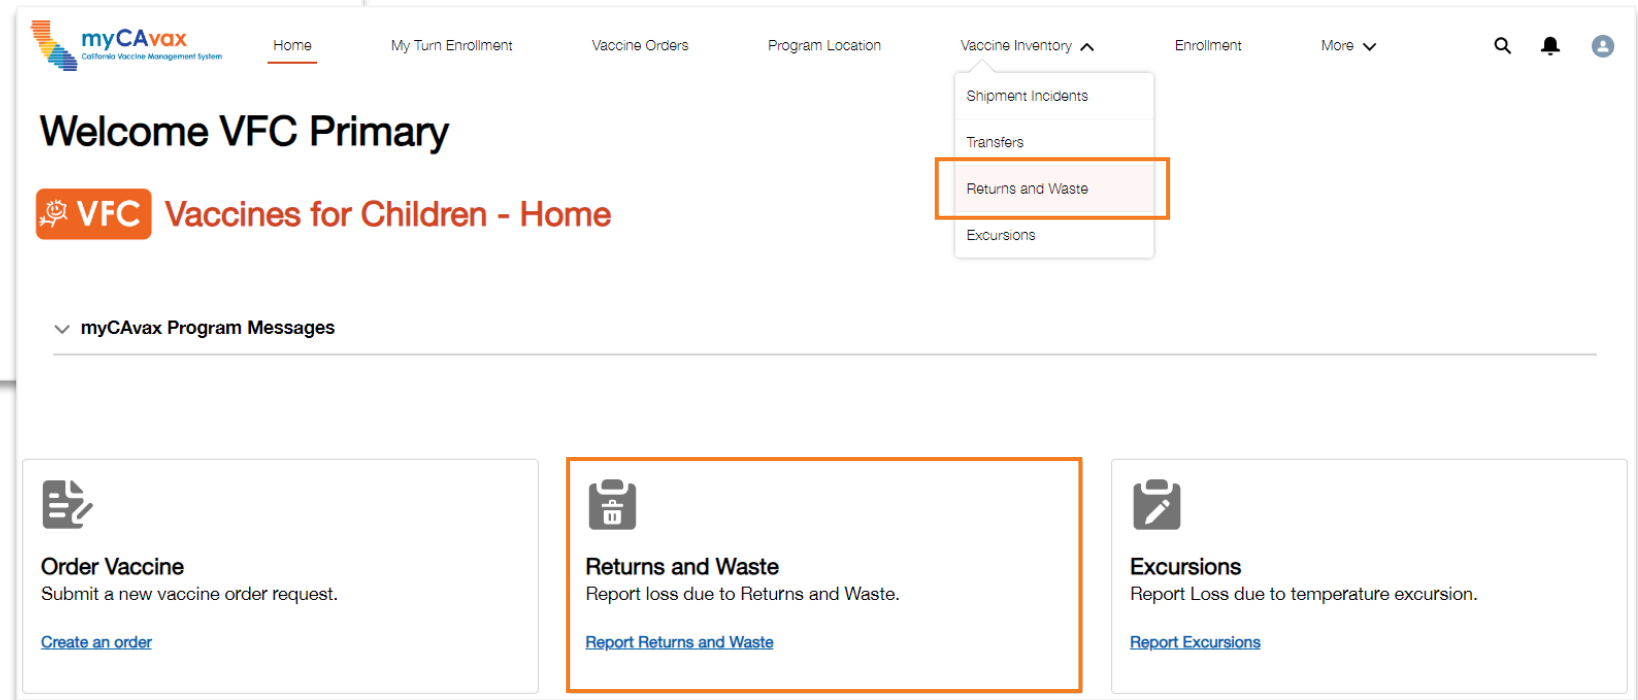 myCAvax
California Vaccine Management System
Home
My Turn Enrollment
Vaccine Orders
Program Location
Vaccine Inventory
Enrollment
More
Shipment Incidents
Transfers
Returns and Waste
Excursions
Welcome VFC Primary
VFC
Vaccines for Children - Home
myCAvax Program Messages
Order Vaccine
Submit a new vaccine order request.
Create an order
Returns and Waste
Report loss due to Returns and Waste.
Report Returns and Waste
Excursions
Report Loss due to temperature excursion.
Report Excursions